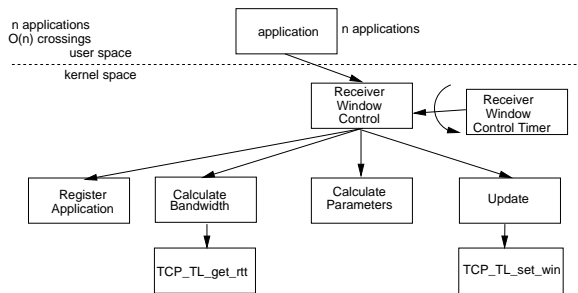 n applications
O(n) crossings
user space
application
n applications
kernel space
Receiver
Window
Control
Receiver
Window
Control Timer
Register
Application
Calculate
Bandwidth
Calculate
Parameters
Update
TCP_TL_get_rtt
TCP_TL_set_win